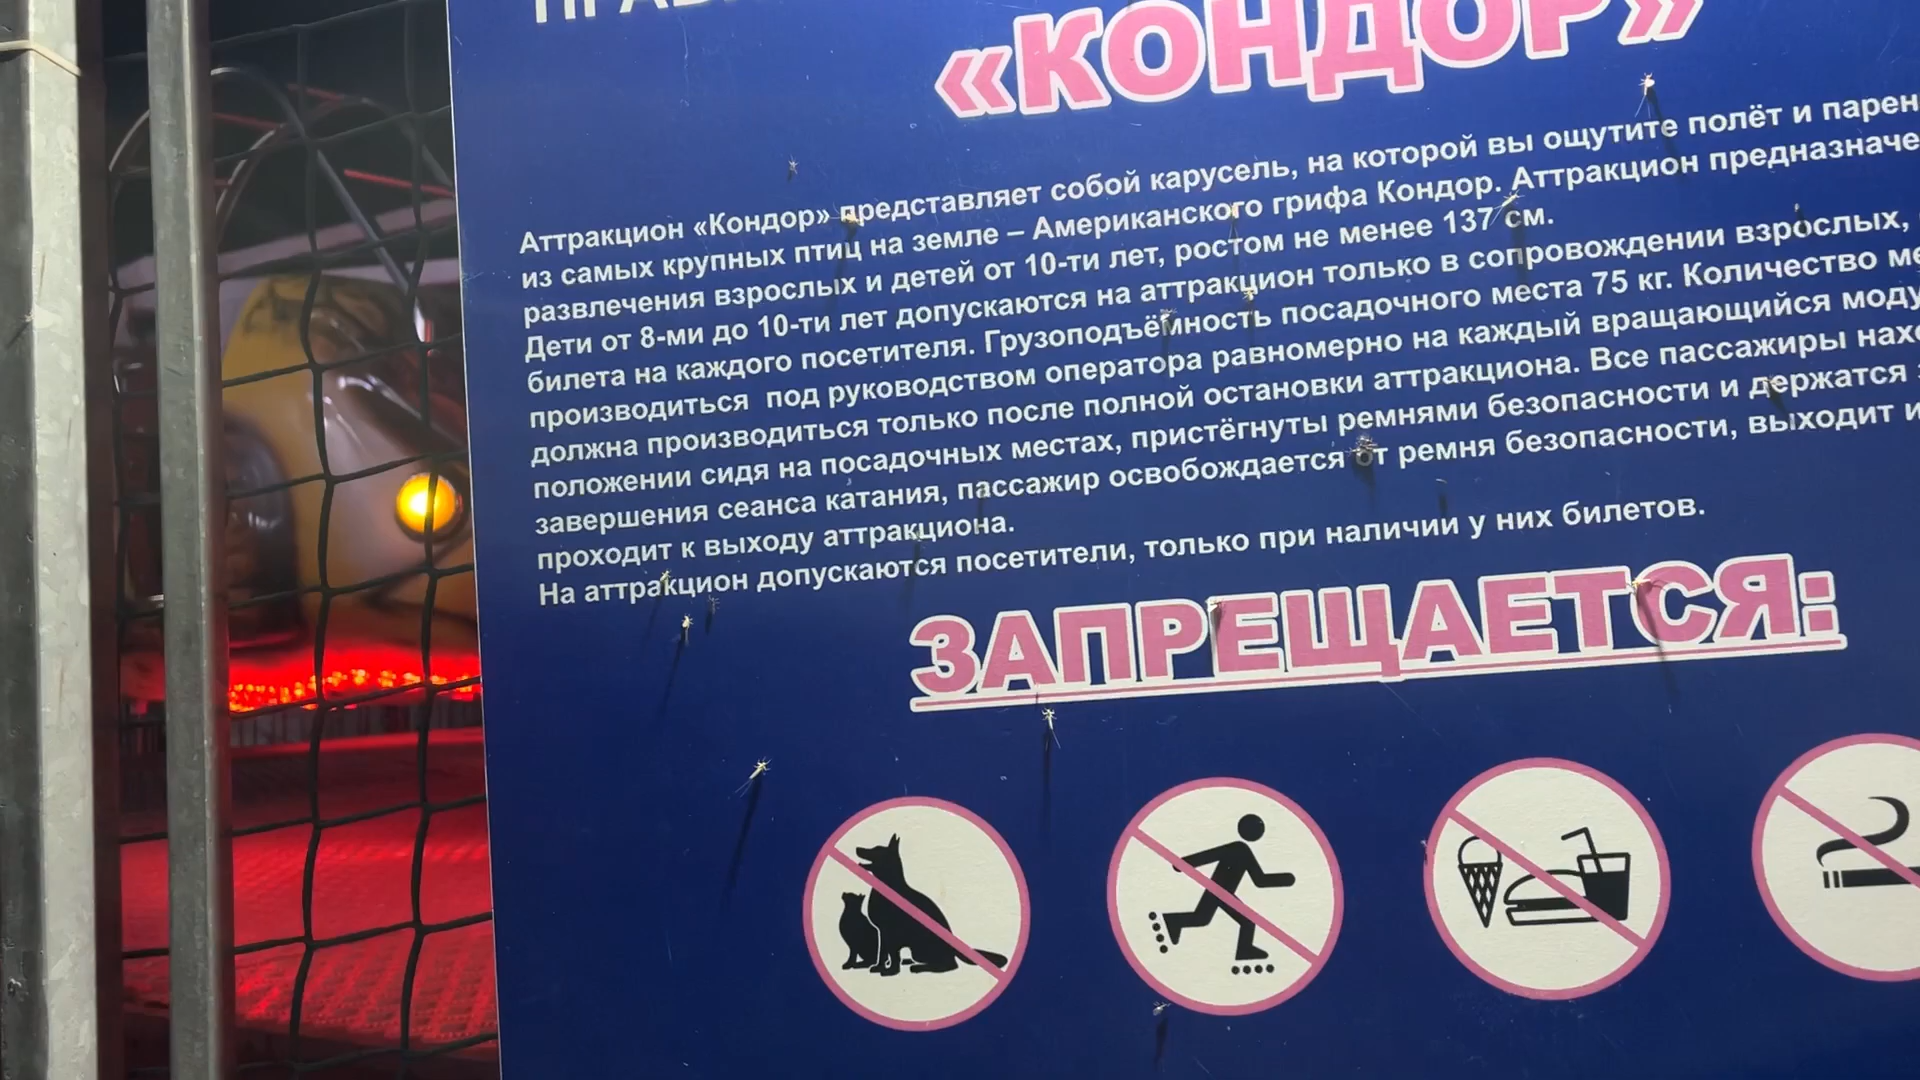 «КОНДОР»
Аттракцион «Кондор» представляет собой карусель, на которой вы ощутите полёт и
из самых крупных птиц на земле – Американского грифа Кондор. Аттракцион
развлечения взрослых и детей от 10-ти лет, ростом не менее 137 см.
Дети от 8-ми до 10-ти лет допускаются на аттракцион только в сопровождении взрослых,
билета на каждого посетителя. Грузоподъёмность посадочного места 75 кг. Количество
производиться под руководством оператора равномерно на каждый вращающийся
должна производиться только после полной остановки аттракциона. Все пассажиры
положении сидя на посадочных местах, пристёгнуты ремнями безопасности и держатся
завершения сеанса катания, пассажир освобождается от ремня безопасности, выходит
проходит к выходу аттракциона.
На аттракцион допускаются посетители, только при наличии у них билетов.
ЗАПРЕЩАЕТСЯ: